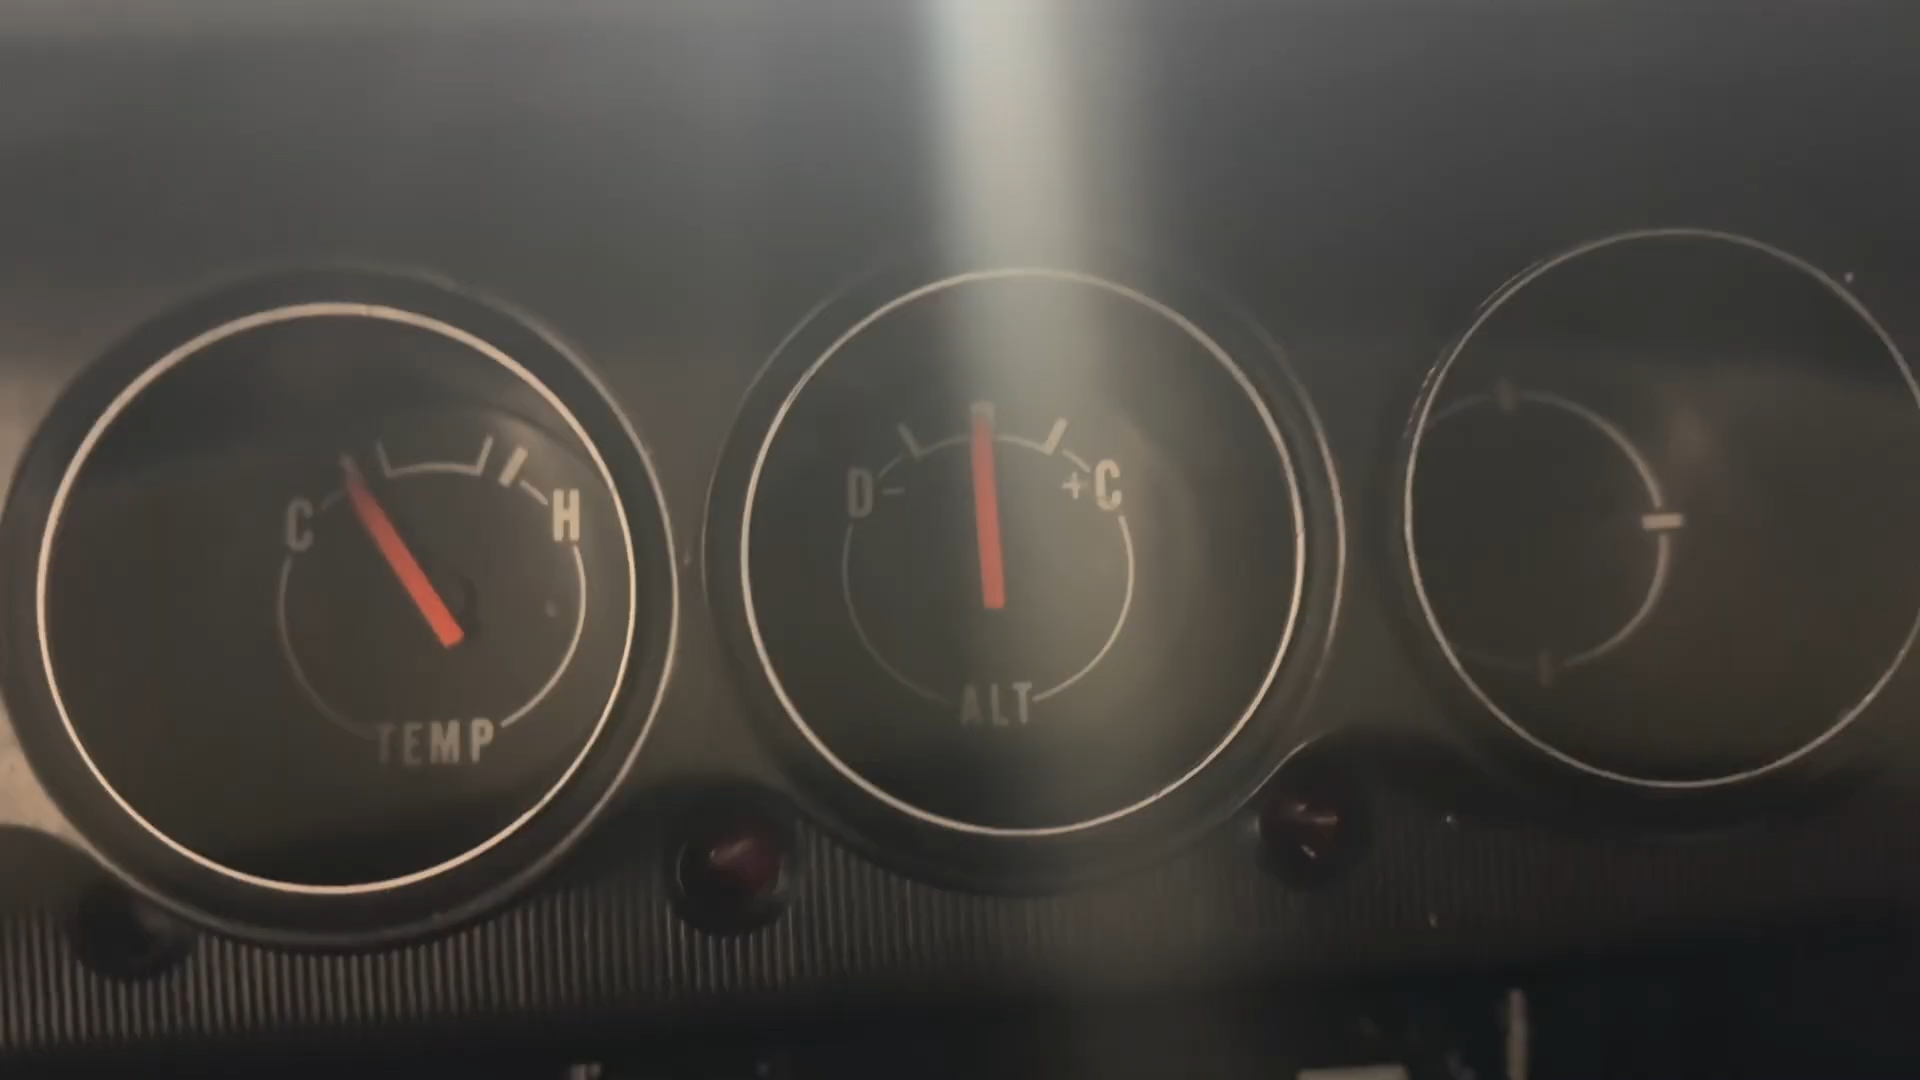 C H
TEMP
D- +C
ALT